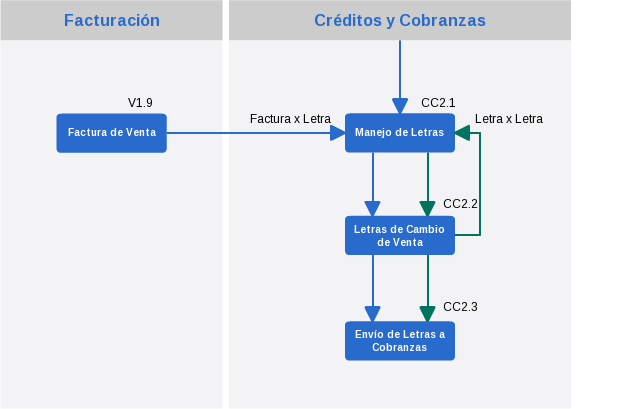 Facturación
Créditos y Cobranzas
V1.9
CC2.1
Factura de Venta
Factura x Letra
Manejo de Letras
Letra x Letra
CC2.2
Letras de Cambio
de Venta
CC2.3
Envío de Letras a
Cobranzas